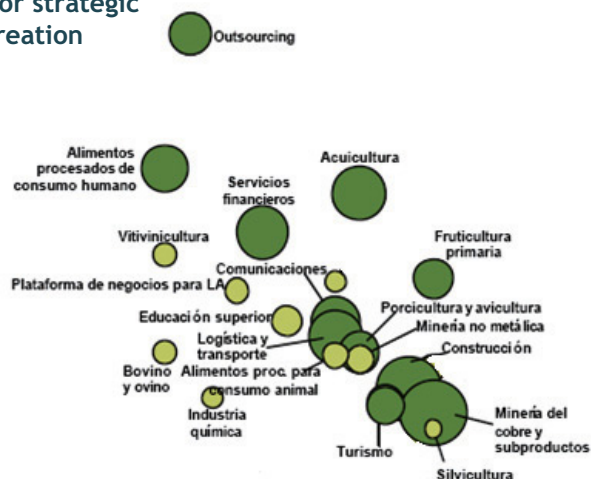 or strategic
reation
Outsourcing
Alimentos
procesados de
consumo humano
Acuicultura
Servicios
financieros
Vitivinicultura
Fruticultura
primaria
Comunicaciones
Plataforma de negocios para LA
Porcicultura y avicultura
Educación superior
Minería no metálica
Logística y
transporte
Construcción
Bovino
y ovino
Alimentos proc. para
consumo animal
Industria
química
Minería del
cobre y
subproductos
Turismo
Silvicultura